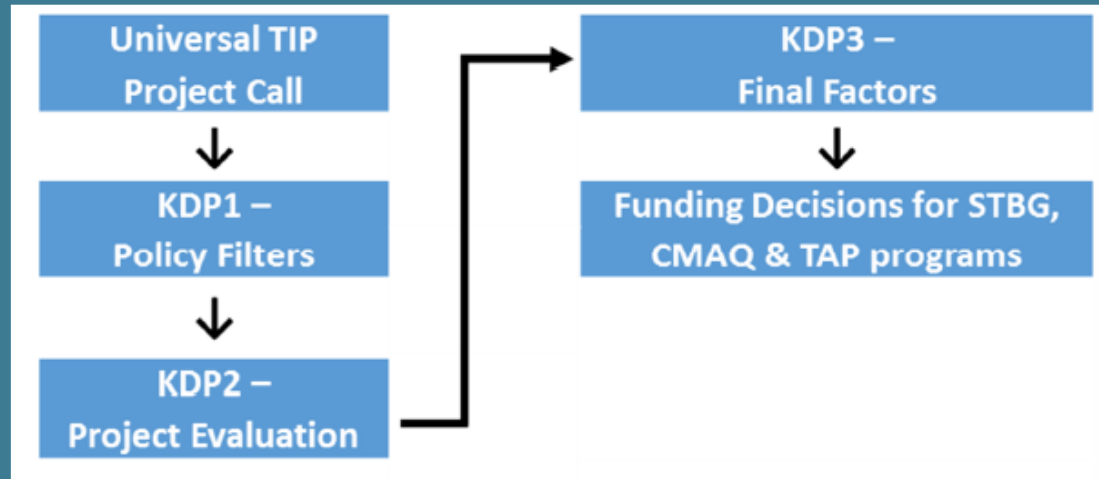 Universal TIP
Project Call
KDP1 –
Policy Filters
KDP2 –
Project Evaluation
KDP3 –
Final Factors
Funding Decisions for STBG,
CMAQ & TAP programs